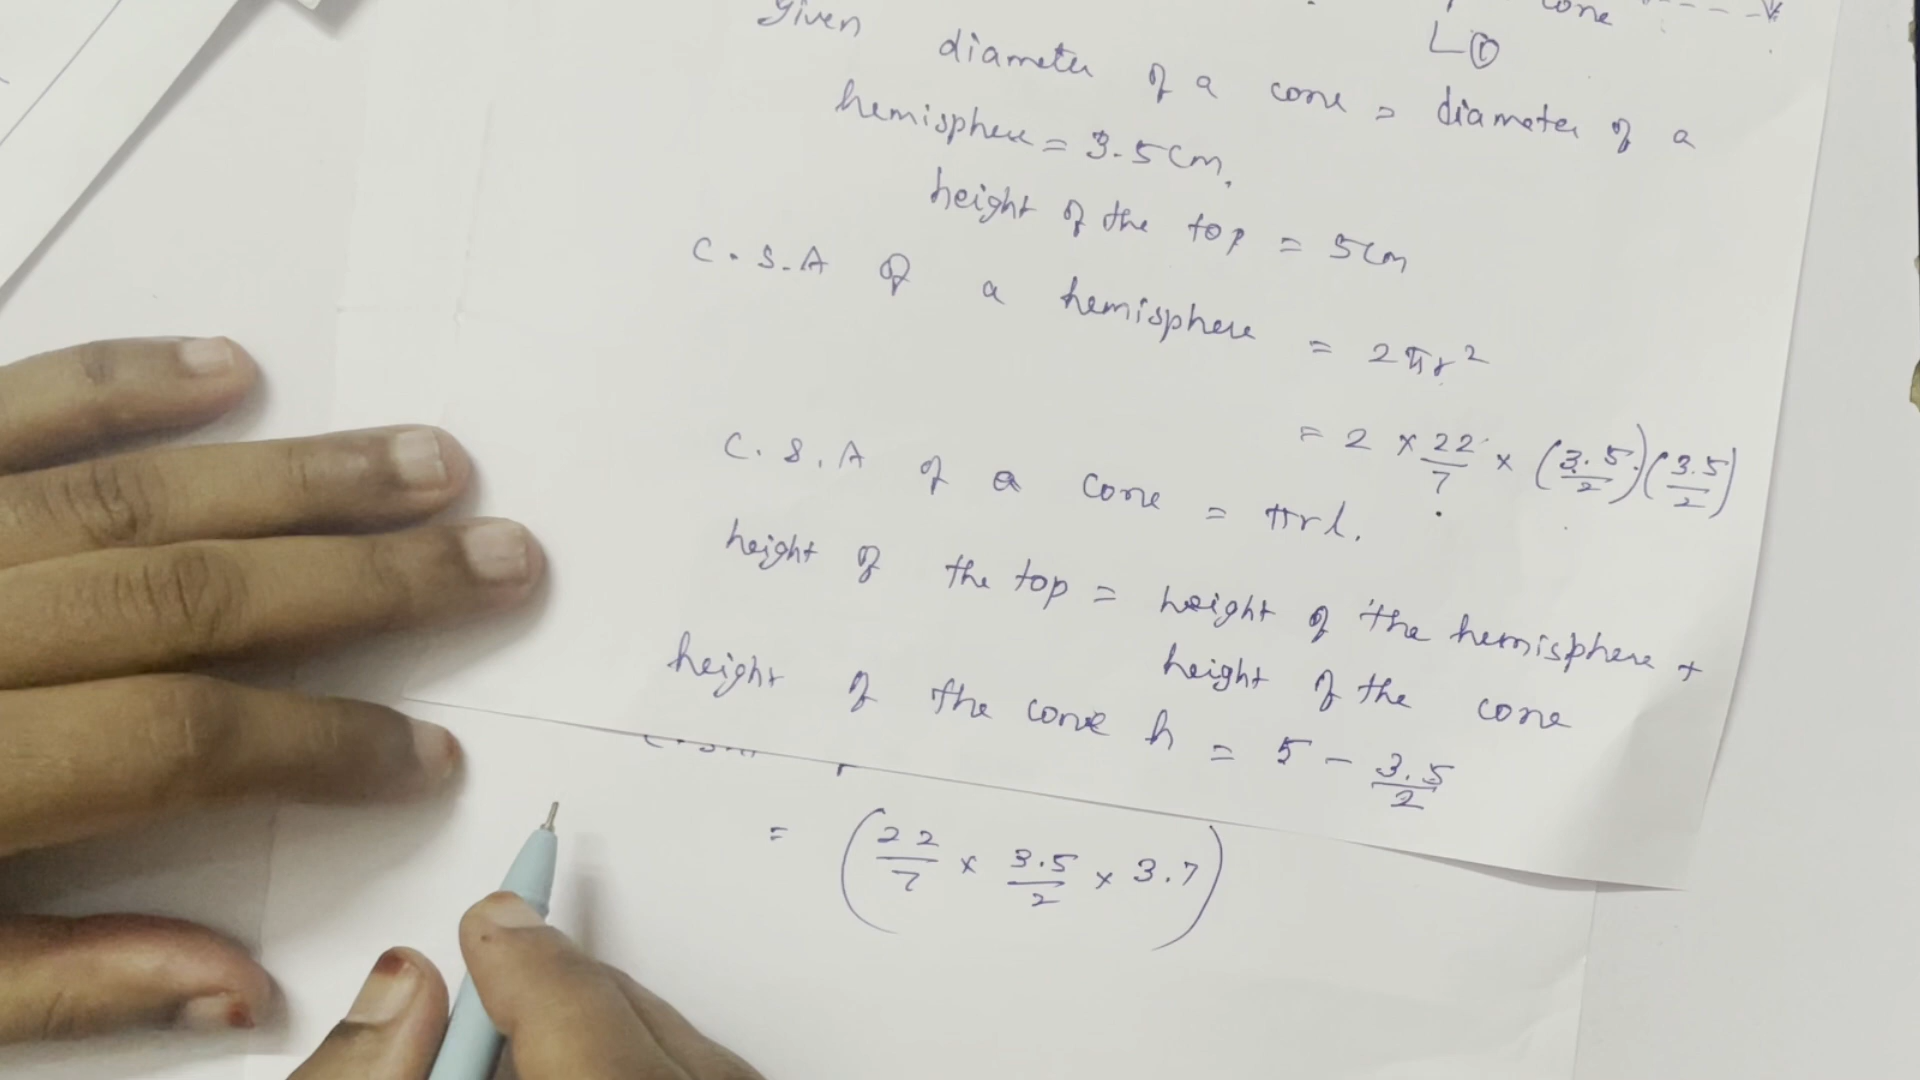 cone
Given L①
diameter of a cone = diameter of a
hemisphere = 3.5cm.
height of the top = 5cm
C.S.A of a hemisphere = 2πr²
= 2 × 22/7 × (3.5/2)(3.5/2)
C.S.A of a cone = πrl.
height of the top = height of the hemisphere +
height of the cone
height of the cone h = 5 - 3.5/2
= (22/7 × 3.5/2 × 3.7)